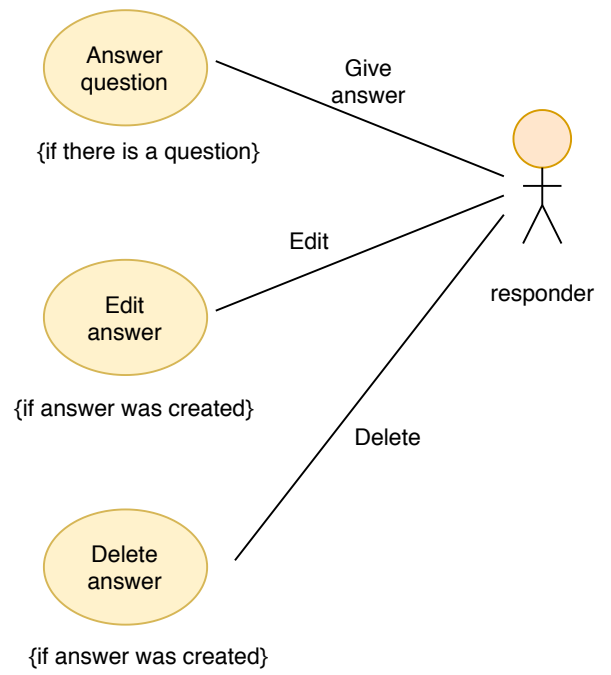 Answer
question
{if there is a question}
Give
answer
Edit
responder
Edit
answer
{if answer was created}
Delete
Delete
answer
{if answer was created}